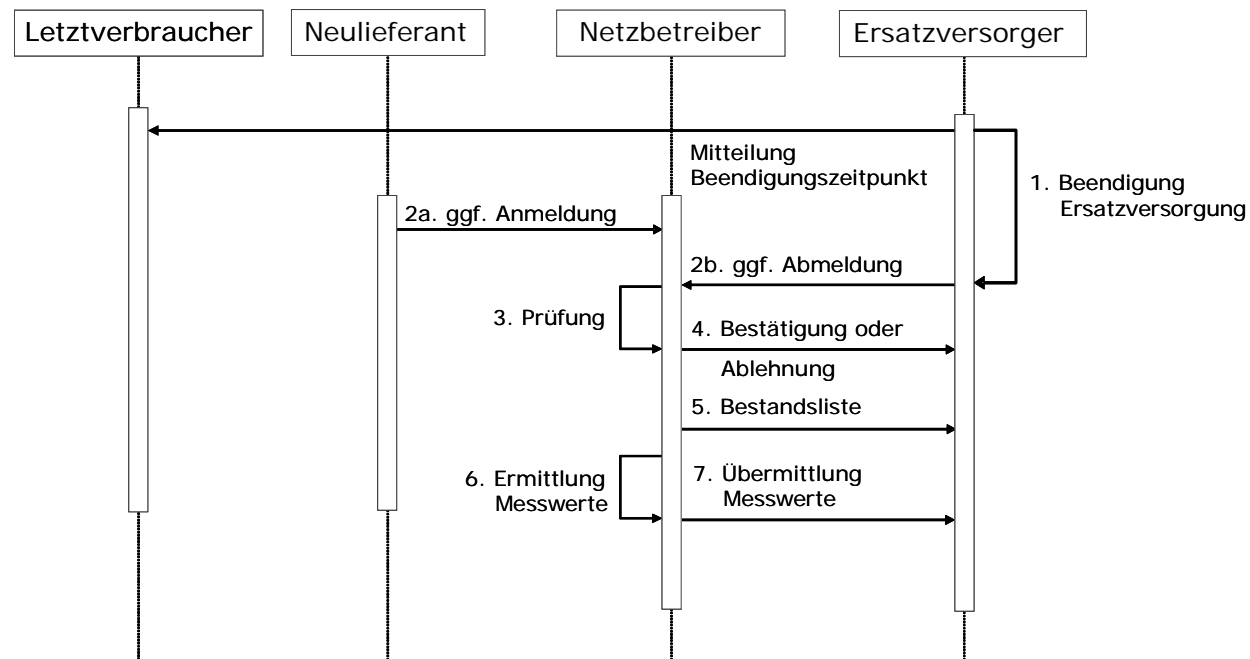 Letztverbraucher
Neulieferant
Netzbetreiber
Ersatzversorger
Mitteilung
Beendigungszeitpunkt
1. Beendigung
Ersatzversorgung
2a. ggf. Anmeldung
2b. ggf. Abmeldung
3. Prüfung
4. Bestätigung oder
Ablehnung
5. Bestandsliste
6. Ermittlung
Messwerte
7. Übermittlung
Messwerte